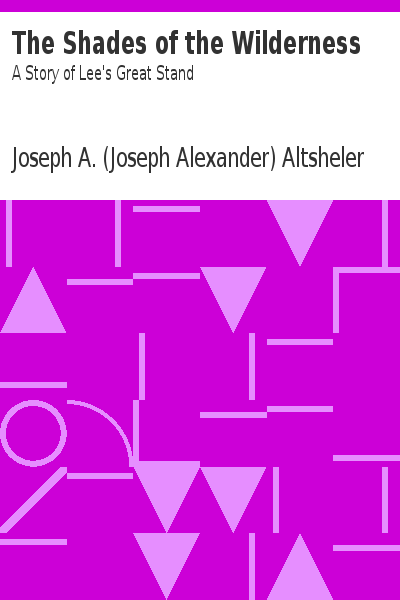 The Shades of the Wilderness
A Story of Lee's Great Stand
Joseph A. (Joseph Alexander) Altsheler